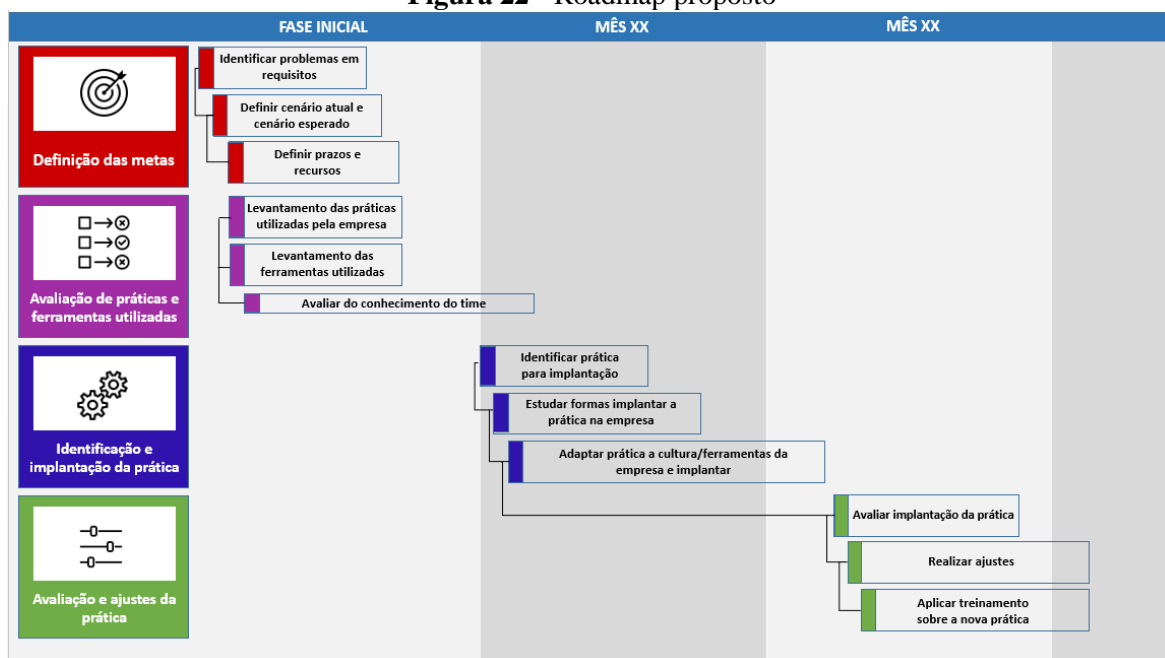 Figura 22 - Roadmap proposto
FASE INICIAL
MÊS XX
MÊS XX
Definição das metas
Identificar problemas em
requisitos
Definir cenário atual e
cenário esperado
Definir prazos e
recursos
Avaliação de práticas e
ferramentas utilizadas
Levantamento das práticas
utilizadas pela empresa
Levantamento das
ferramentas utilizadas
Avaliar do conhecimento do time
Identificação e
implantação da prática
Identificar prática
para implantação
Estudar formas implantar a
prática na empresa
Adaptar prática a cultura/ferramentas da
empresa e implantar
Avaliação e ajustes da
prática
Avaliar implantação da prática
Realizar ajustes
Aplicar treinamento
sobre a nova prática